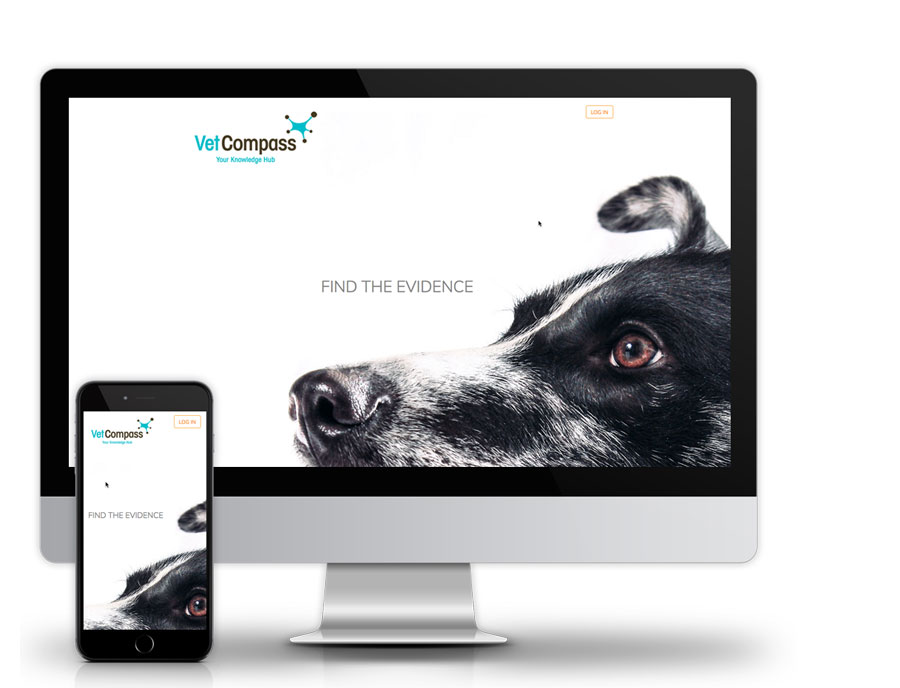 VetCompass
Your Knowledge Hub
LOG IN
FIND THE EVIDENCE
VetCompass
Your Knowledge Hub
LOG IN
FIND THE EVIDENCE